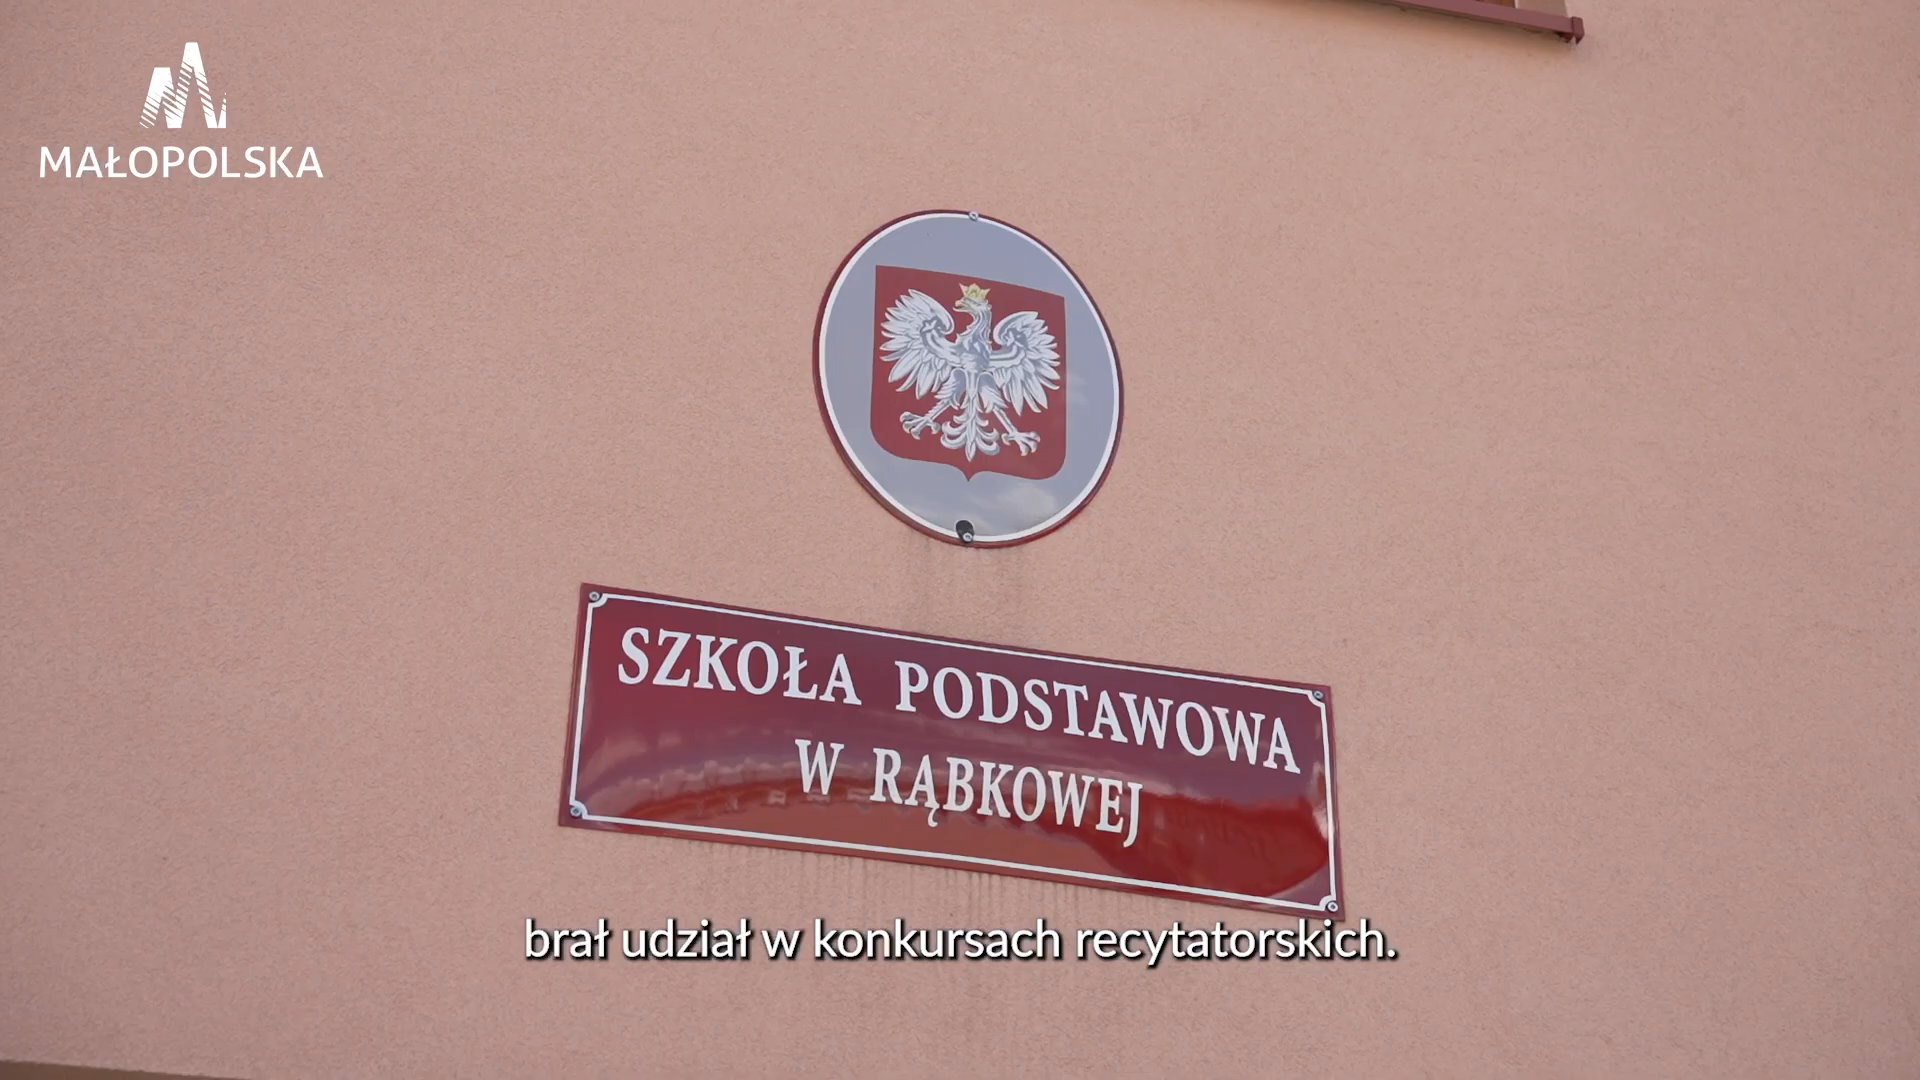 MAŁOPOLSKA
SZKOŁA PODSTAWOWA
W RĄBKOWEJ
brał udział w konkursach recytatorskich.